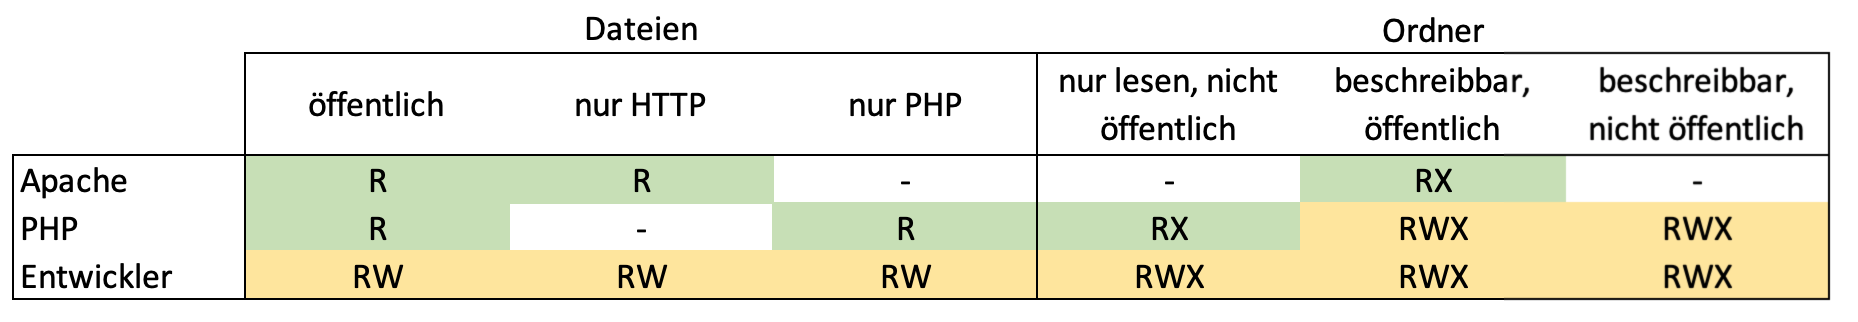 Dateien Ordner
öffentlich nur HTTP nur PHP nur lesen, nicht öffentlich beschreibbar, öffentlich beschreibbar, nicht öffentlich
Apache R R - - RX -
PHP R - R RX RWX RWX
Entwickler RW RW RW RWX RWX RWX